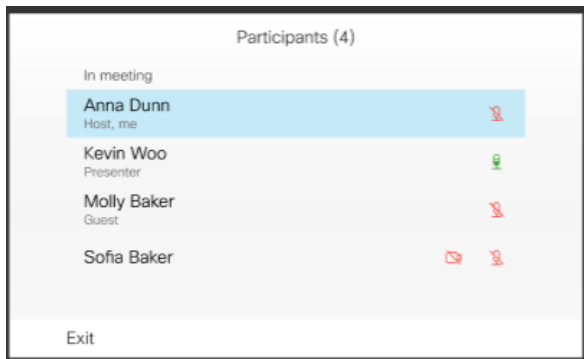 Participants (4)
In meeting
Anna Dunn
Host, me
Kevin Woo
Presenter
Molly Baker
Guest
Sofia Baker
Exit